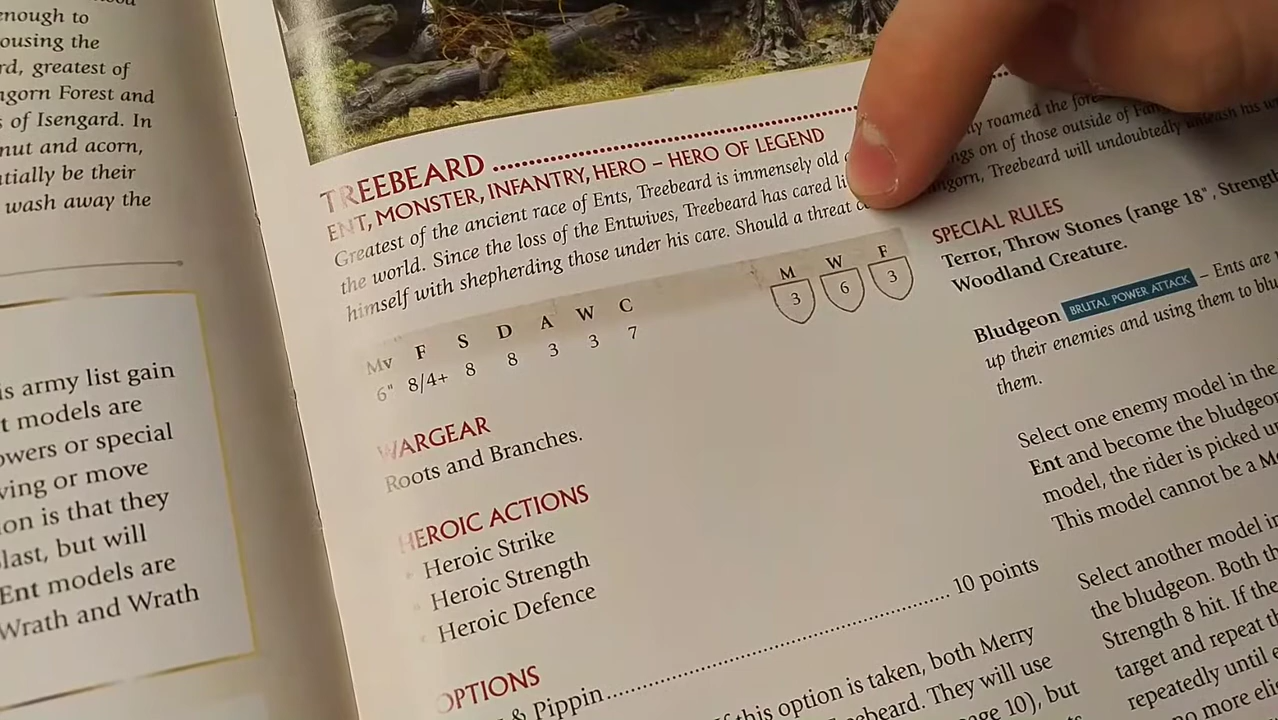 enough to
ousing the
rd, greatest of
ngorn Forest and
s of Isengard. In
nut and acorn,
ntially be their
wash away the
is army list gain
t models are
owers or special
ving or move
ion is that they
last, but will
Ent models are
Wrath and Wrath
TREEBEARD
ENT, MONSTER, INFANTRY, HERO – HERO OF LEGEND
Greatest of the ancient race of Ents, Treebeard is immensely old
the world. Since the loss of the Entwives, Treebeard has cared
himself with shepherding those under his care. Should a threat
Mv F S D A W C
6" 8/4+ 8 8 3 3 7
M W F
3 6 3
WARGEAR
Roots and Branches.
HEROIC ACTIONS
Heroic Strike
Heroic Strength
Heroic Defence
OPTIONS
& Pippin.......... 10 points
If this option is taken, both Merry
They will use
but
roamed the
on of those outside of
Treebeard will undoubtedly unleash his
SPECIAL RULES
Terror, Throw Stones (range 18", Strength
Woodland Creature.
Bludgeon BRUTAL POWER ATTACK – Ents are
up their enemies and using them to
them.
Select one enemy model in the
Ent and become the bludgeon
model, the rider is picked
This model cannot be a
Select another model in
the bludgeon. Both
Strength 8 hit. If the
target and repeat
repeatedly until
no more